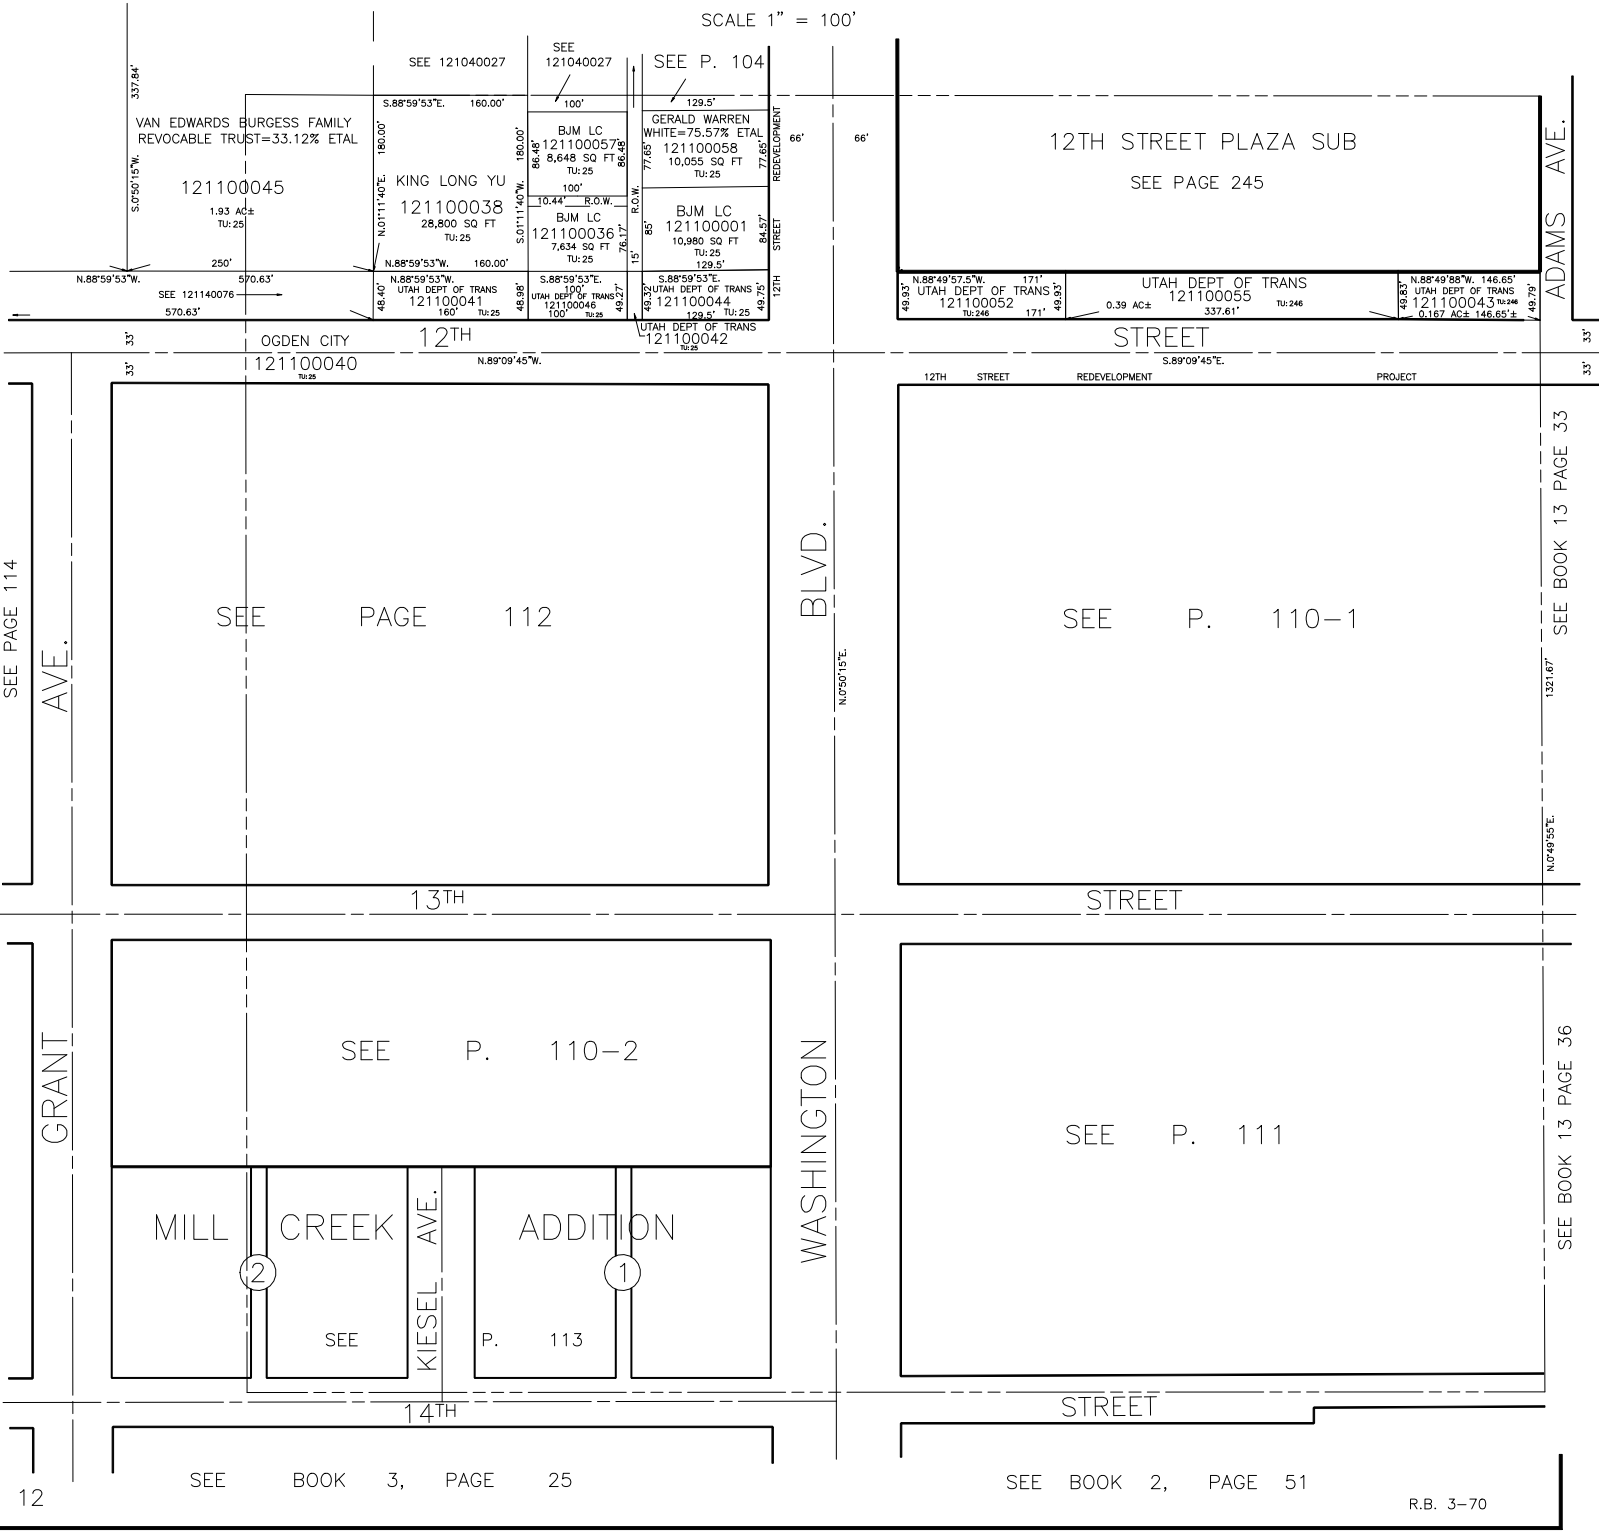 SCALE 1” = 100’
SEE 121040027
SEE
121040027
SEE P. 104
337.84'
S.0°50'15"W.
VAN EDWARDS BURGESS FAMILY
REVOCABLE TRUST=33.12% ETAL
121100045
1.93 AC±
TU:25
250'
S.88°59'53"E. 160.00'
180.00'
N.01°11'40"E.
KING LONG YU
121100038
28,800 SQ FT
TU:25
N.88°59'53"W. 160.00'
180.00'
S.01°11'40"W.
100'
BJM LC
121100057
8,648 SQ FT
TU:25
86.48'
86.48'
100'
10.44' R.O.W.
BJM LC
121100036
7,634 SQ FT
TU:25
76.17'
R.O.W.
15'
129.5'
GERALD WARREN
WHITE=75.57% ETAL
121100058
10,055 SQ FT
TU:25
77.65'
77.65'
BJM LC
121100001
10,980 SQ FT
TU:25
129.5'
85'
84.57'
12TH STREET REDEVELOPMENT
66' 66'
12TH STREET PLAZA SUB
SEE PAGE 245
ADAMS AVE.
N.88°59'53"W. 570.63'
SEE 121140076
570.63'
N.88°59'53"W.
UTAH DEPT OF TRANS
121100041
160' TU:25
48.40'
48.98'
S.88°59'53"E.
100'
UTAH DEPT OF TRANS
121100046
100' TU:25
49.27'
S.88°59'53"E.
UTAH DEPT OF TRANS
121100044
129.5' TU:25
49.32'
49.75'
UTAH DEPT OF TRANS
121100042
TU:25
N.88°49'57.5"W. 171'
UTAH DEPT OF TRANS
121100052
TU:246 171'
49.93'
49.93'
UTAH DEPT OF TRANS
121100055
0.39 AC± TU:246
337.61'
N.88°49'88"W. 146.65'
UTAH DEPT OF TRANS
121100043 TU:246
0.167 AC± 146.65'±
49.83'
49.79'
33'
33'
OGDEN CITY
121100040
TU:25
12TH STREET
N.89°09'45"W.
S.89°09'45"E.
33'
33'
12TH STREET REDEVELOPMENT PROJECT
SEE PAGE 114
SEE PAGE 112
BLVD.
SEE P. 110-1
SEE BOOK 13 PAGE 33
AVE.
N.0°50'15"E.
1321.67'
N.0°49'55"E.
13TH STREET
GRANT
SEE P. 110-2
WASHINGTON
SEE P. 111
SEE BOOK 13 PAGE 36
MILL CREEK ADDITION
KIESEL AVE.
2
1
SEE P. 113
14TH STREET
SEE BOOK 3, PAGE 25
SEE BOOK 2, PAGE 51
12
R.B. 3-70